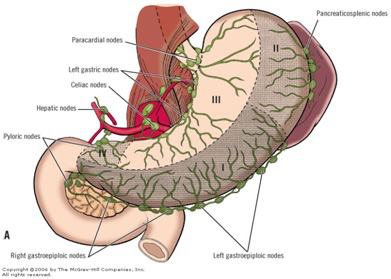 Pancreaticosplenic nodes
Paracardial nodes
Left gastric nodes
Celiac nodes
Hepatic nodes
Pyloric nodes
II
III
IV
I
A
Right gastroepiploic nodes
Left gastroepiploic nodes
Copyright ©2006 by The McGraw-Hill Companies, Inc.
All rights reserved.